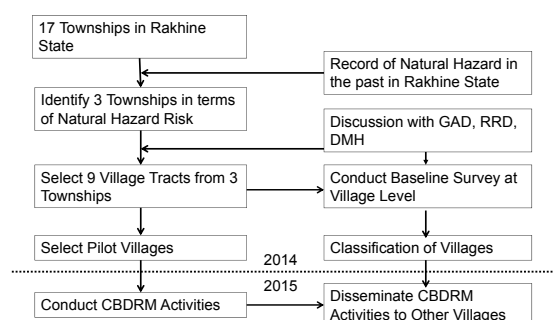 17 Townships in Rakhine
State
Record of Natural Hazard in
the past in Rakhine State
Identify 3 Townships in terms
of Natural Hazard Risk
Discussion with GAD, RRD,
DMH
Select 9 Village Tracts from 3
Townships
Conduct Baseline Survey at
Village Level
Select Pilot Villages
Classification of Villages
2014
2015
Conduct CBDRM Activities
Disseminate CBDRM
Activities to Other Villages